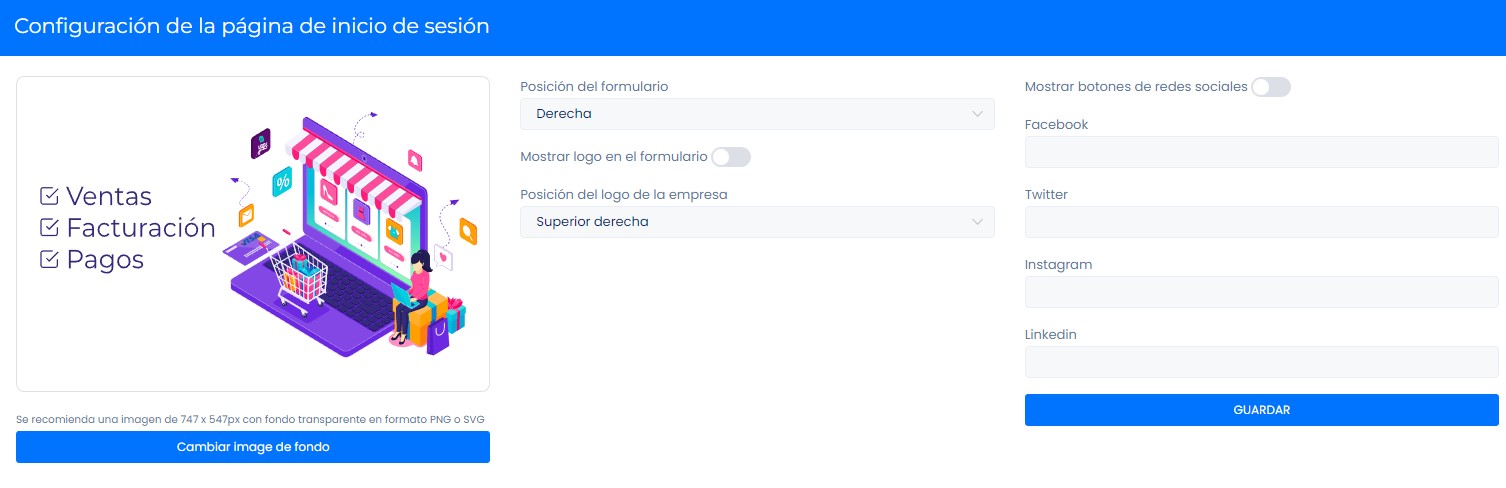 Configuración de la página de inicio de sesión
Ventas
Facturación
Pagos
%
Se recomienda una imagen de 747 x 547px con fondo transparente en formato PNG o SVG
Cambiar image de fondo
Posición del formulario
Derecha
Mostrar logo en el formulario
Posición del logo de la empresa
Superior derecha
Mostrar botones de redes sociales
Facebook
Twitter
Instagram
Linkedin
GUARDAR